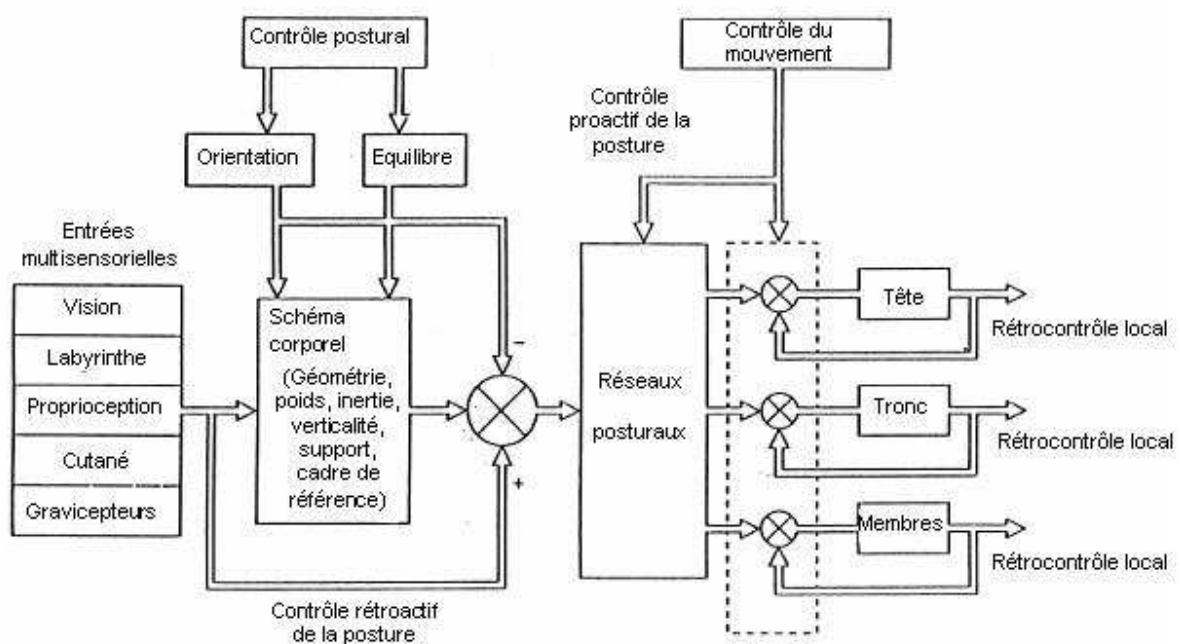 Contrôle postural
Contrôle du
mouvement
Contrôle
proactif de la
posture
Orientation
Equilibre
Entrées
multisensorielles
Vision
Labyrinthe
Proprioception
Cutané
Gravicepteurs
Schéma
corporel
(Géométrie,
poids, inertie,
verticalité,
support,
cadre de
référence)
−
+
Contrôle rétroactif
de la posture
Réseaux
posturaux
Tête
Rétrocontrôle local
Tronc
Rétrocontrôle local
Membres
Rétrocontrôle local